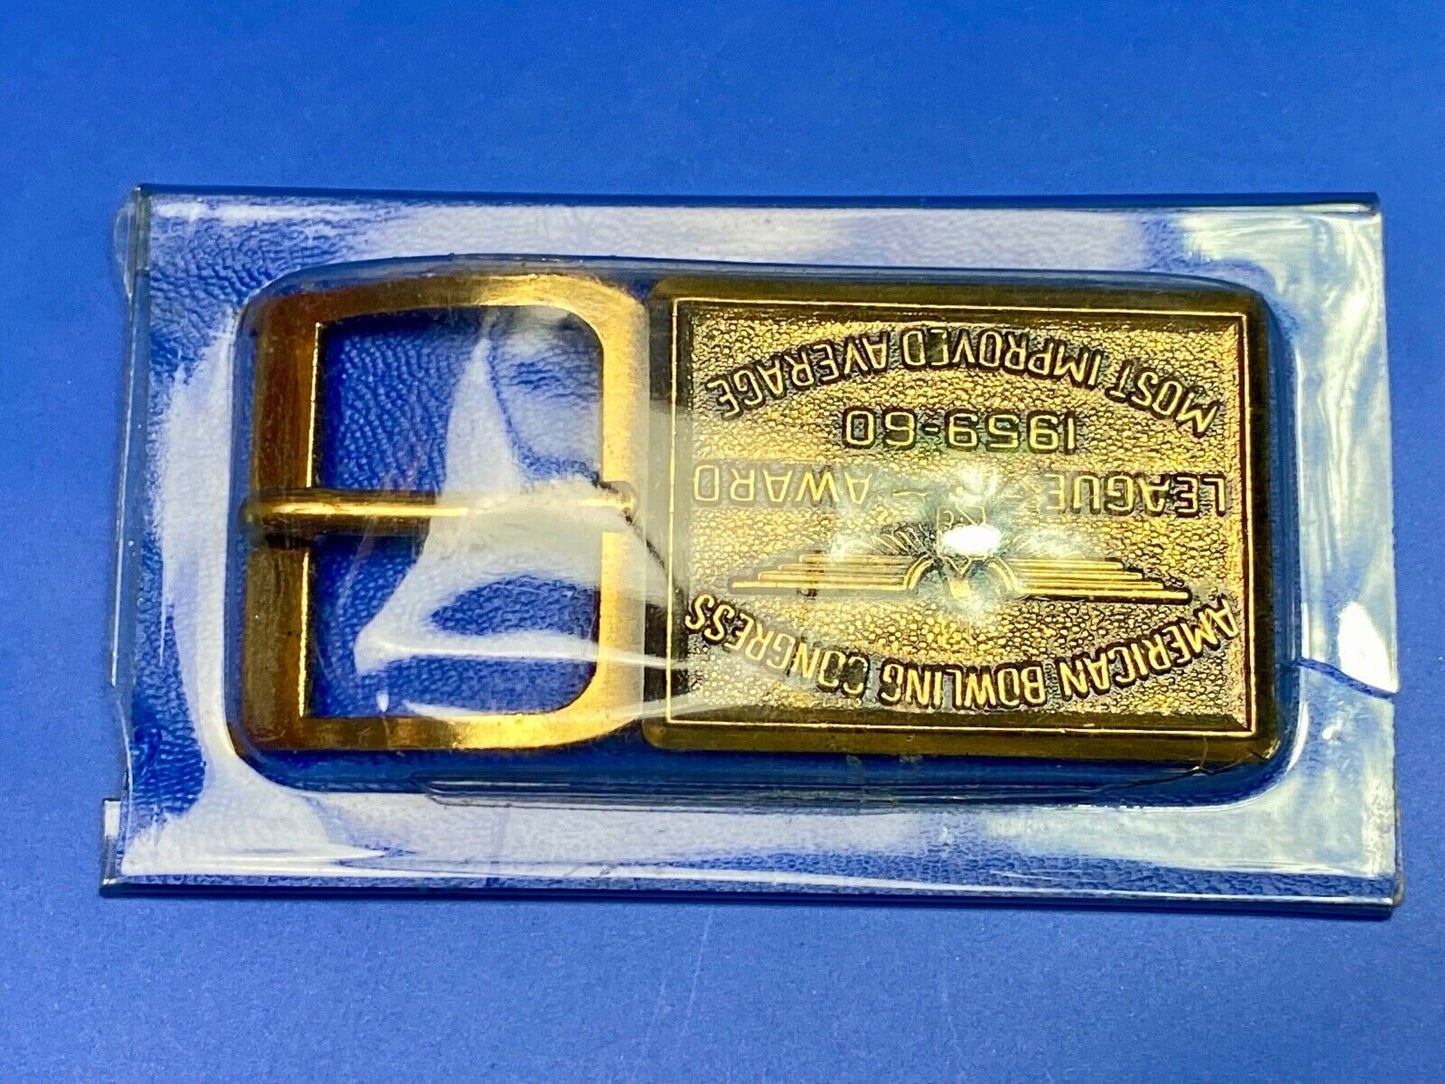 AMERICAN BOWLING CONGRESS
LEAGUE AWARD
1959-60
MOST IMPROVED AVERAGE